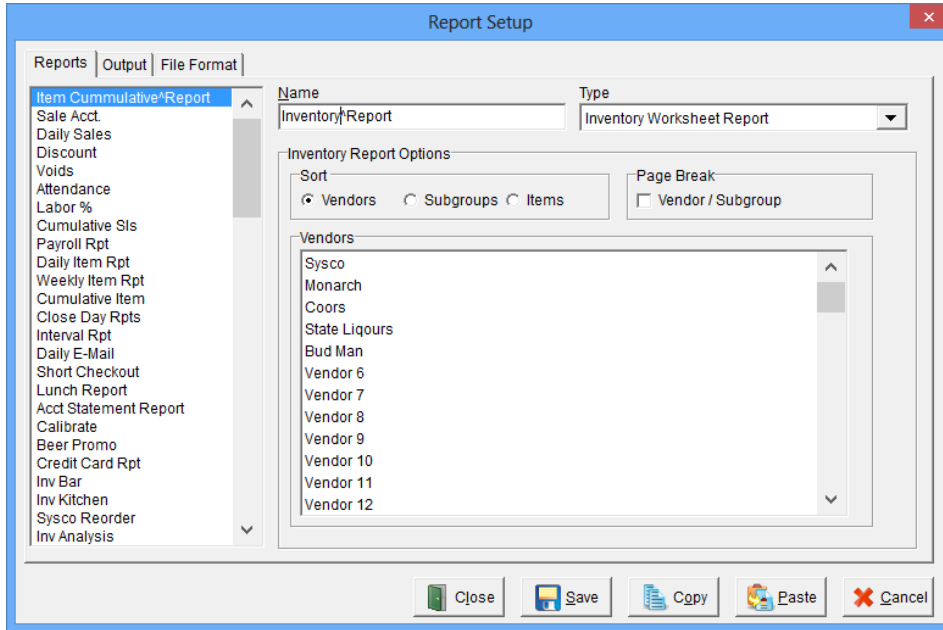 Report Setup
Reports Output File Format
Item Cummulative^Report
Sale Acct.
Daily Sales
Discount
Voids
Attendance
Labor %
Cumulative Sls
Payroll Rpt
Daily Item Rpt
Weekly Item Rpt
Cumulative Item
Close Day Rpts
Interval Rpt
Daily E-Mail
Short Checkout
Lunch Report
Acct Statement Report
Calibrate
Beer Promo
Credit Card Rpt
Inv Bar
Inv Kitchen
Sysco Reorder
Inv Analysis
Name
Inventory^Report
Type
Inventory Worksheet Report
Inventory Report Options
Sort
Vendors Subgroups Items
Page Break
Vendor / Subgroup
Vendors
Sysco
Monarch
Coors
State Liqours
Bud Man
Vendor 6
Vendor 7
Vendor 8
Vendor 9
Vendor 10
Vendor 11
Vendor 12
Close Save Copy Paste Cancel